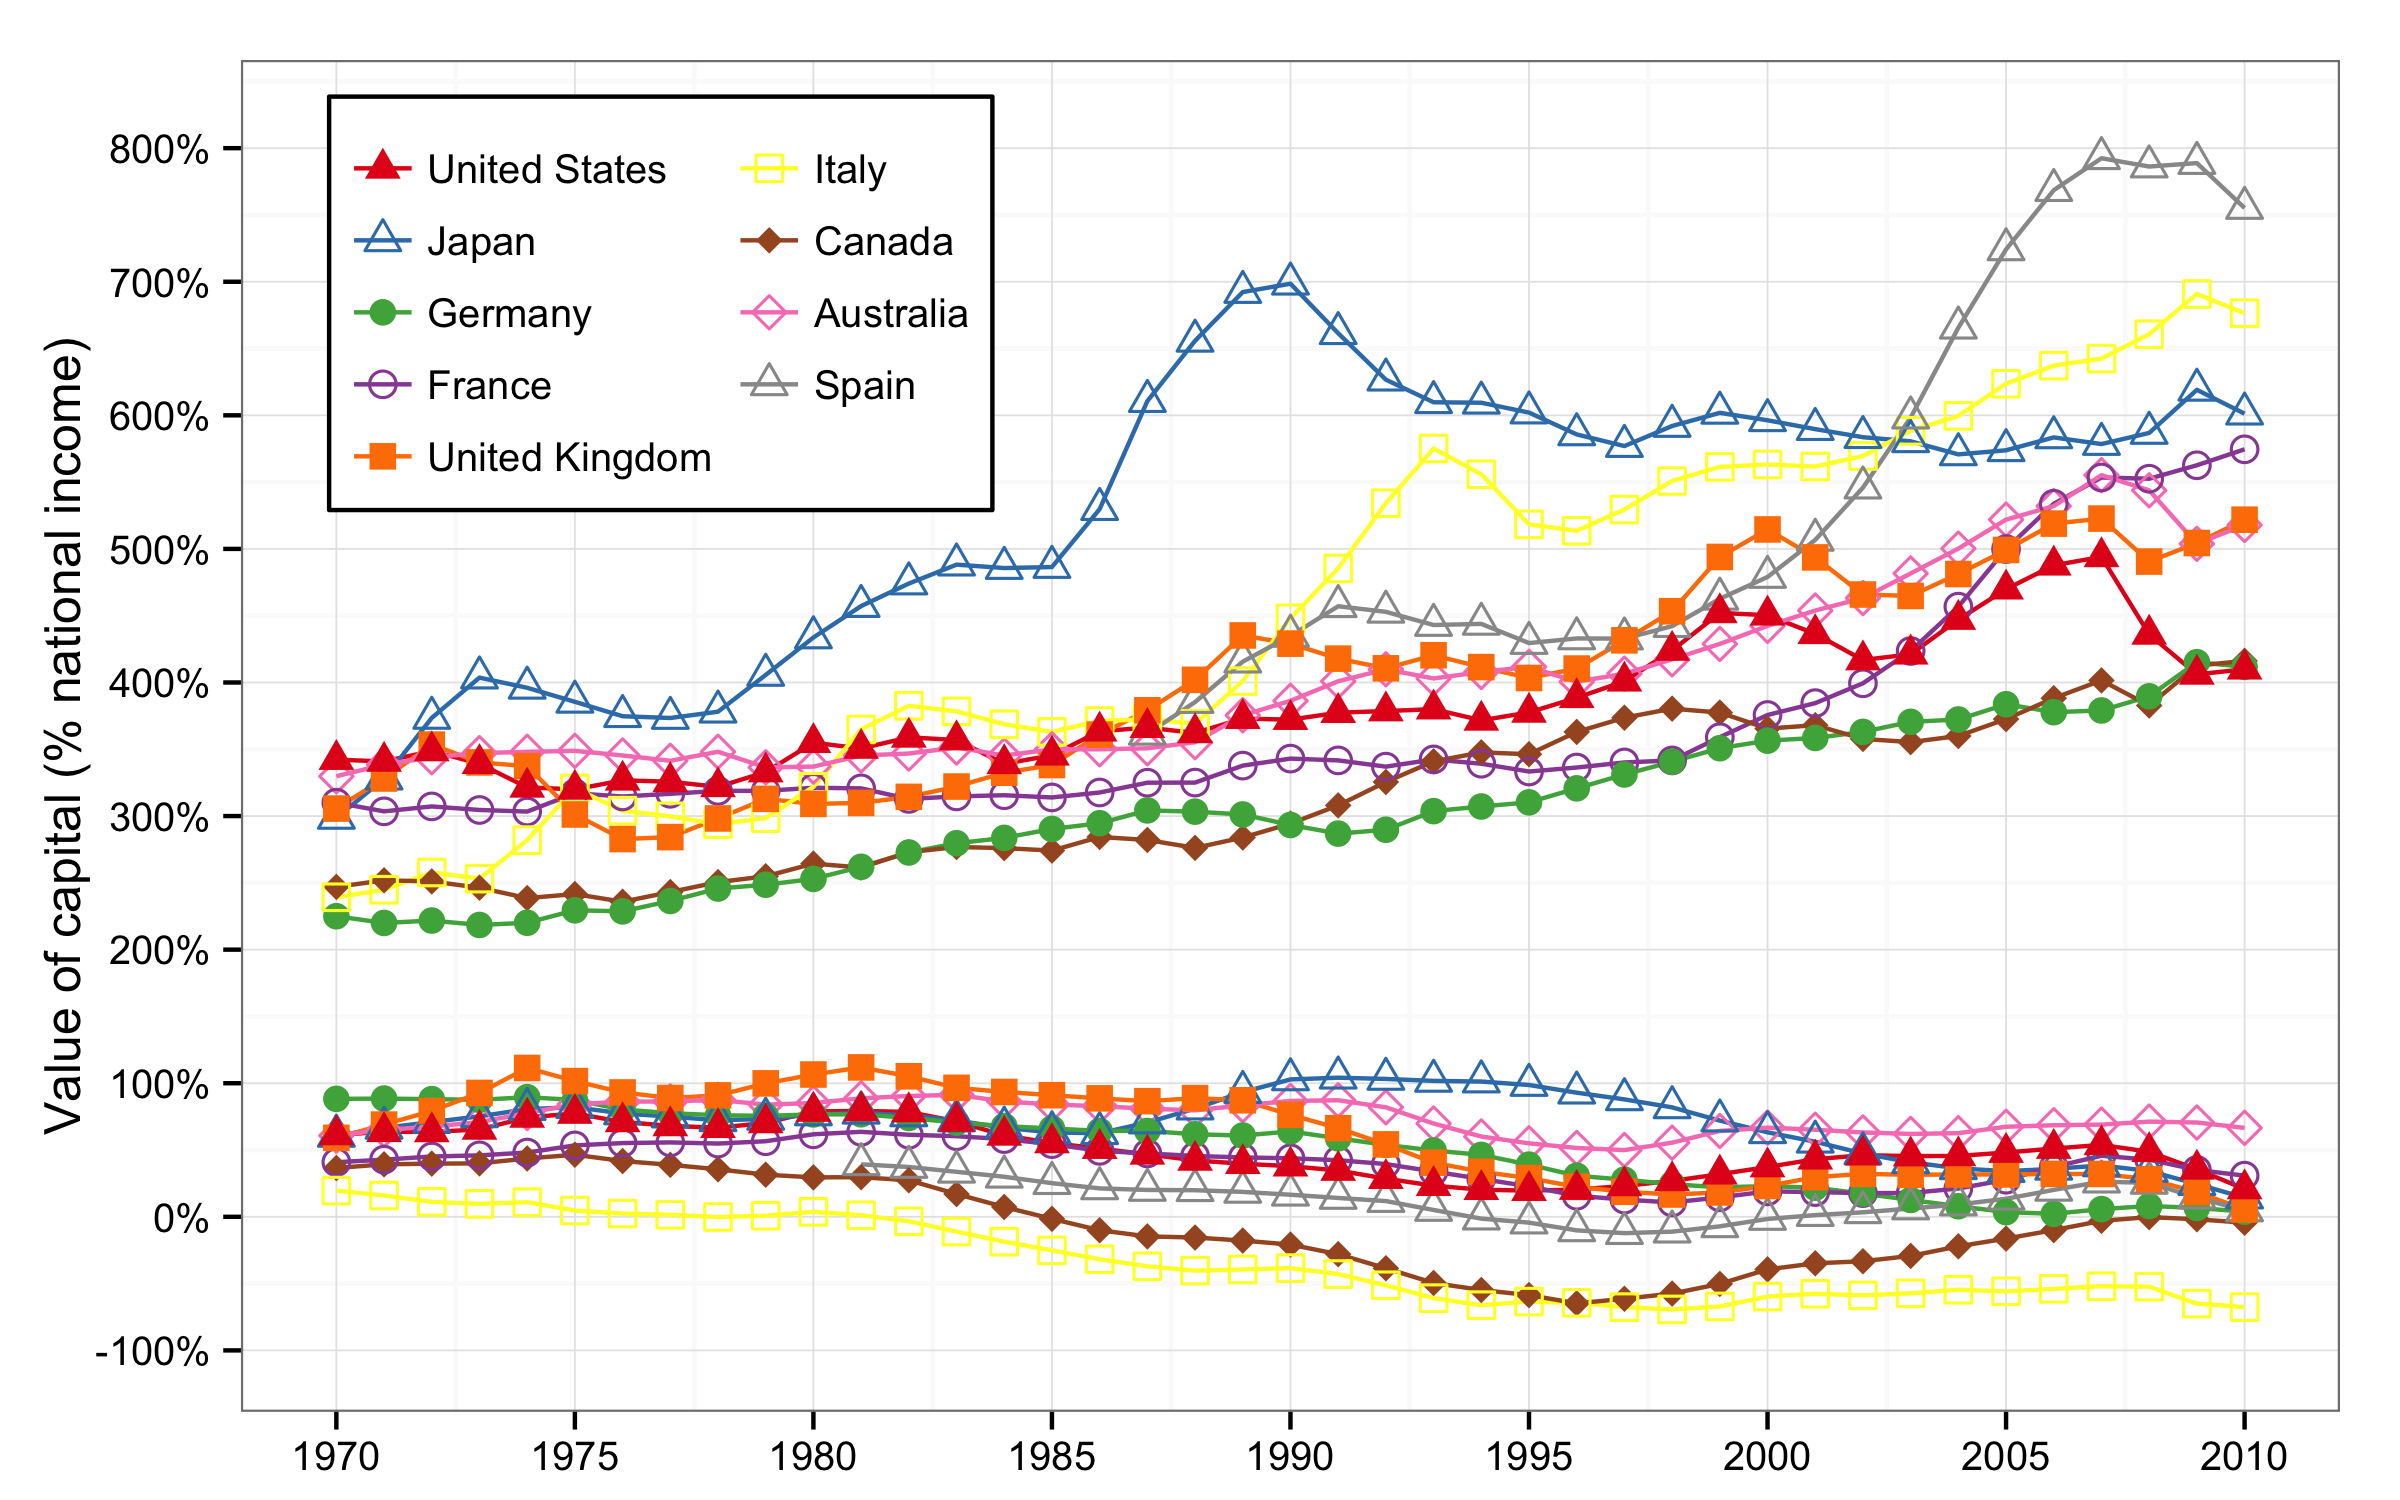 Value of capital (% national income)
800%
700%
600%
500%
400%
300%
200%
100%
0%
-100%
United States
Japan
Germany
France
United Kingdom
Italy
Canada
Australia
Spain
1970 1975 1980 1985 1990 1995 2000 2005 2010